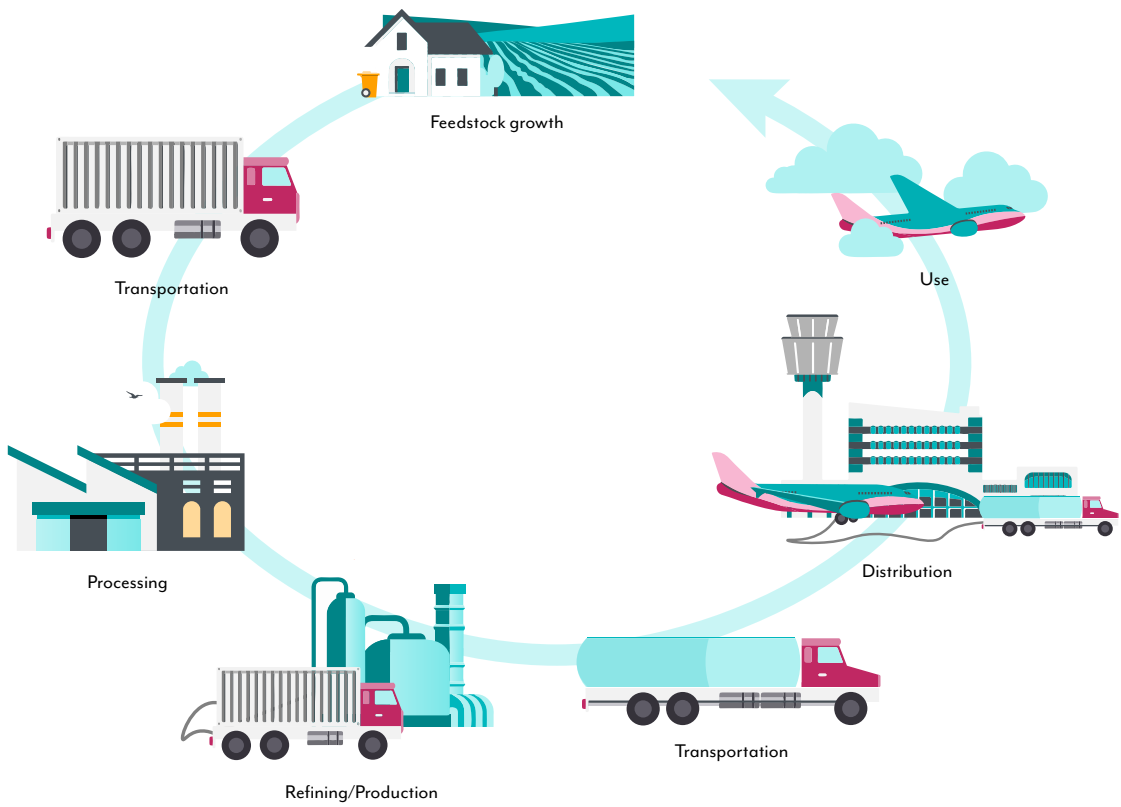 Feedstock growth
Transportation
Processing
Refining/Production
Transportation
Distribution
Use